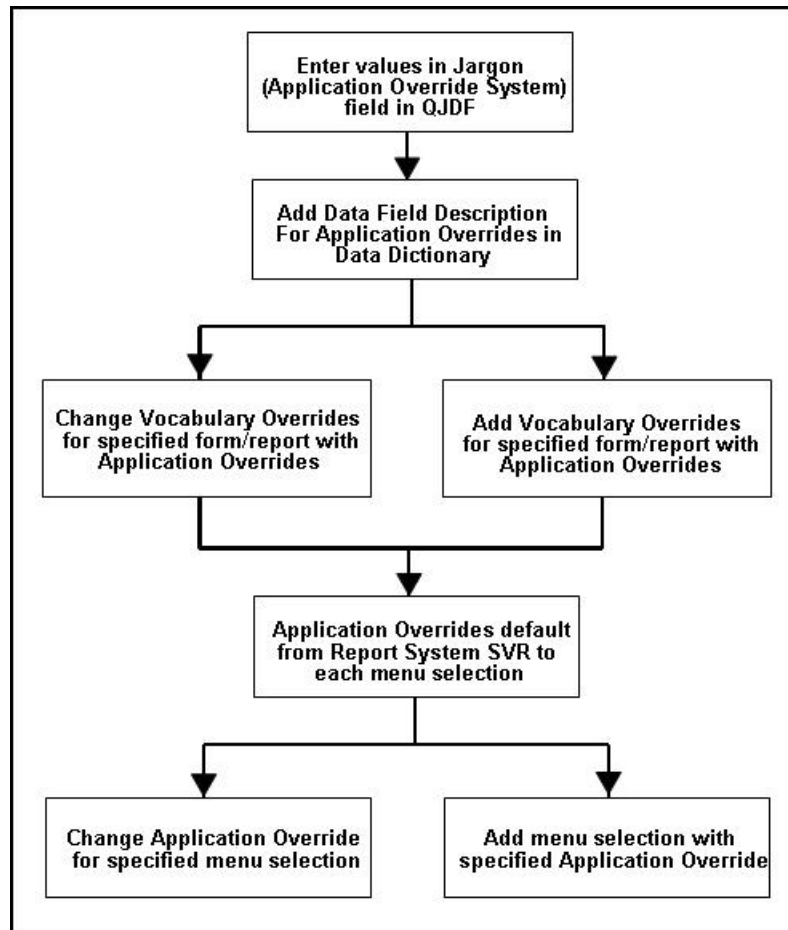 Enter values in Jargon
(Application Override System)
field in QJDF
Add Data Field Description
For Application Overrides in
Data Dictionary
Change Vocabulary Overrides
for specified form/report with
Application Overrides
Add Vocabulary Overrides
for specified form/report with
Application Overrides
Application Overrides default
from Report System SVR to
each menu selection
Change Application Override
for specified menu selection
Add menu selection with
specified Application Override